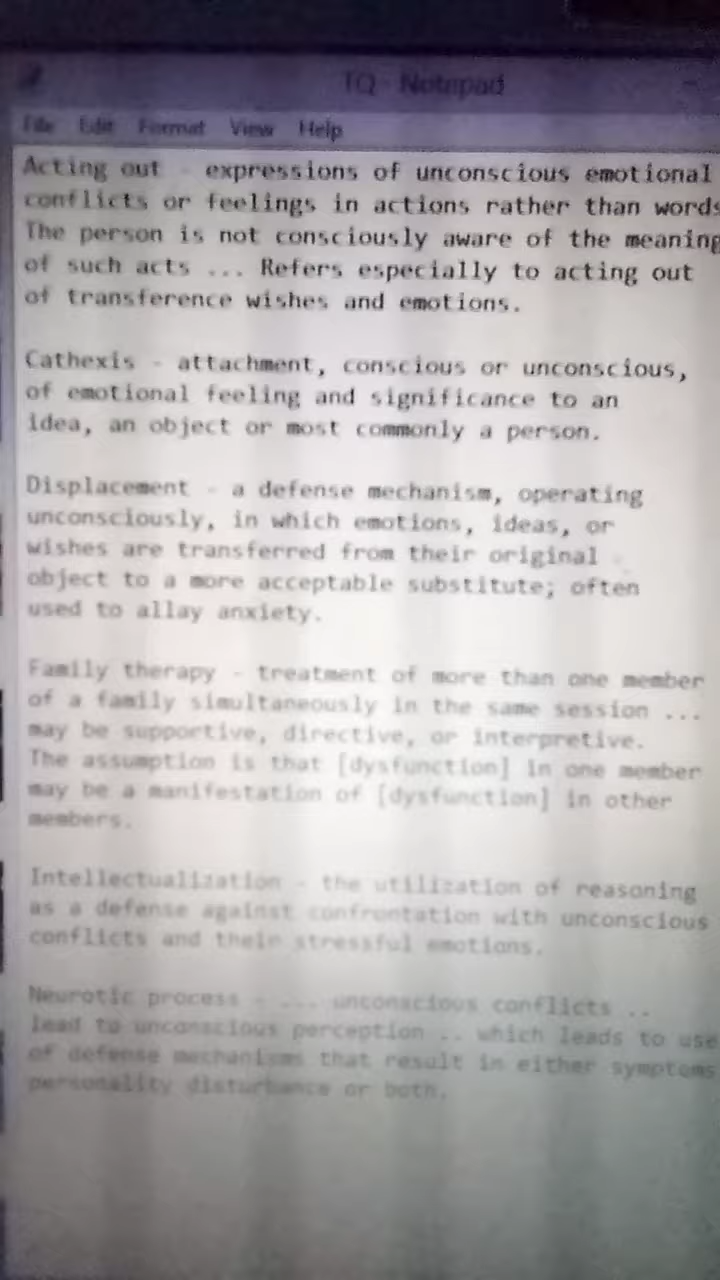 TQ - Notepad
File Edit Format View Help
Acting out - expressions of unconscious emotional
conflicts or feelings in actions rather than words
The person is not consciously aware of the meaning
of such acts ... Refers especially to acting out
of transference wishes and emotions.
Cathexis - attachment, conscious or unconscious,
of emotional feeling and significance to an
idea, an object or most commonly a person.
Displacement - a defense mechanism, operating
unconsciously, in which emotions, ideas, or
wishes are transferred from their original
object to a more acceptable substitute; often
used to allay anxiety.
Family therapy - treatment of more than one member
of a family simultaneously in the same session ...
may be supportive, directive, or interpretive.
The assumption is that [dysfunction] in one member
may be a manifestation of [dysfunction] in other
members.
Intellectualization - the utilization of reasoning
as a defense against confrontation with unconscious
conflicts and their stressful emotions.
Neurotic process - ... unconscious conflicts ..
lead to unconscious perception .. which leads to use
of defense mechanisms that result in either symptoms
personality disturbance or both.